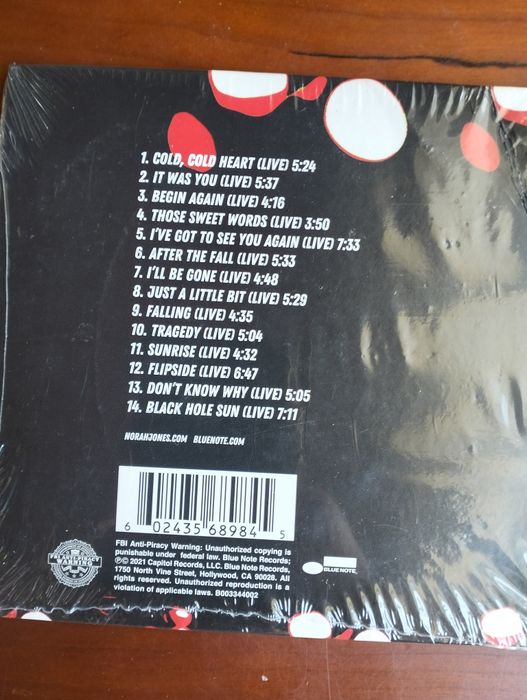 1. COLD, COLD HEART (LIVE) 5:24
2. IT WAS YOU (LIVE) 5:37
3. BEGIN AGAIN (LIVE) 4:16
4. THOSE SWEET WORDS (LIVE) 3:50
5. I'VE GOT TO SEE YOU AGAIN (LIVE) 7:33
6. AFTER THE FALL (LIVE) 5:33
7. I'LL BE GONE (LIVE) 4:48
8. JUST A LITTLE BIT (LIVE) 5:29
9. FALLING (LIVE) 4:35
10. TRAGEDY (LIVE) 5:04
11. SUNRISE (LIVE) 4:32
12. FLIPSIDE (LIVE) 6:47
13. DON'T KNOW WHY (LIVE) 5:05
14. BLACK HOLE SUN (LIVE) 7:11
NORAHJONES.COM BLUENOTE.COM
6 02435 68984 5
FBI Anti-Piracy Warning: Unauthorized copying is
punishable under federal law. Blue Note Records;
℗© 2021 Capitol Records, LLC. Blue Note Records,
1750 North Vine Street, Hollywood, CA 90028. All
rights reserved. Unauthorized reproduction is a
violation of applicable laws. B003344002
FBI ANTI-PIRACY
WARNING
BLUE NOTE